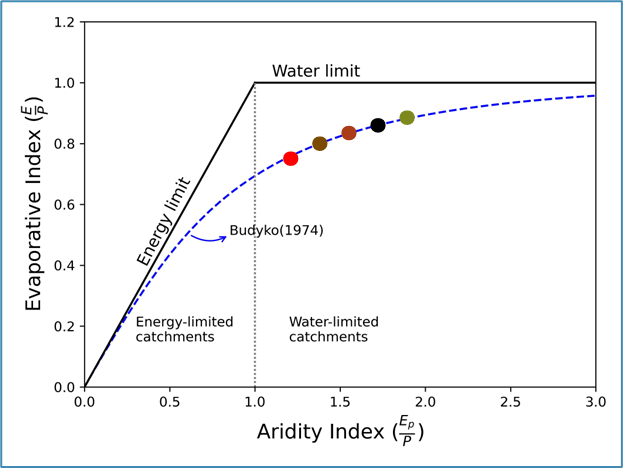 1.2
1.0
0.8
0.6
0.4
0.2
0.0
Evaporative Index (E/P)
Water limit
Energy limit
Budyko(1974)
Energy-limited
catchments
Water-limited
catchments
0.0 0.5 1.0 1.5 2.0 2.5 3.0
Aridity Index (Eₚ/P)